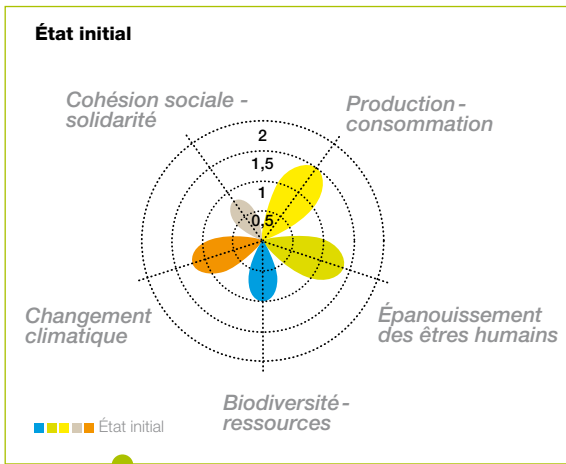 État initial
Cohésion sociale -
solidarité
Production -
consommation
2
1,5
1
0,5
Changement
climatique
Épanouissement
des êtres humains
Biodiversité -
ressources
État initial